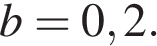 b = 0, 2.